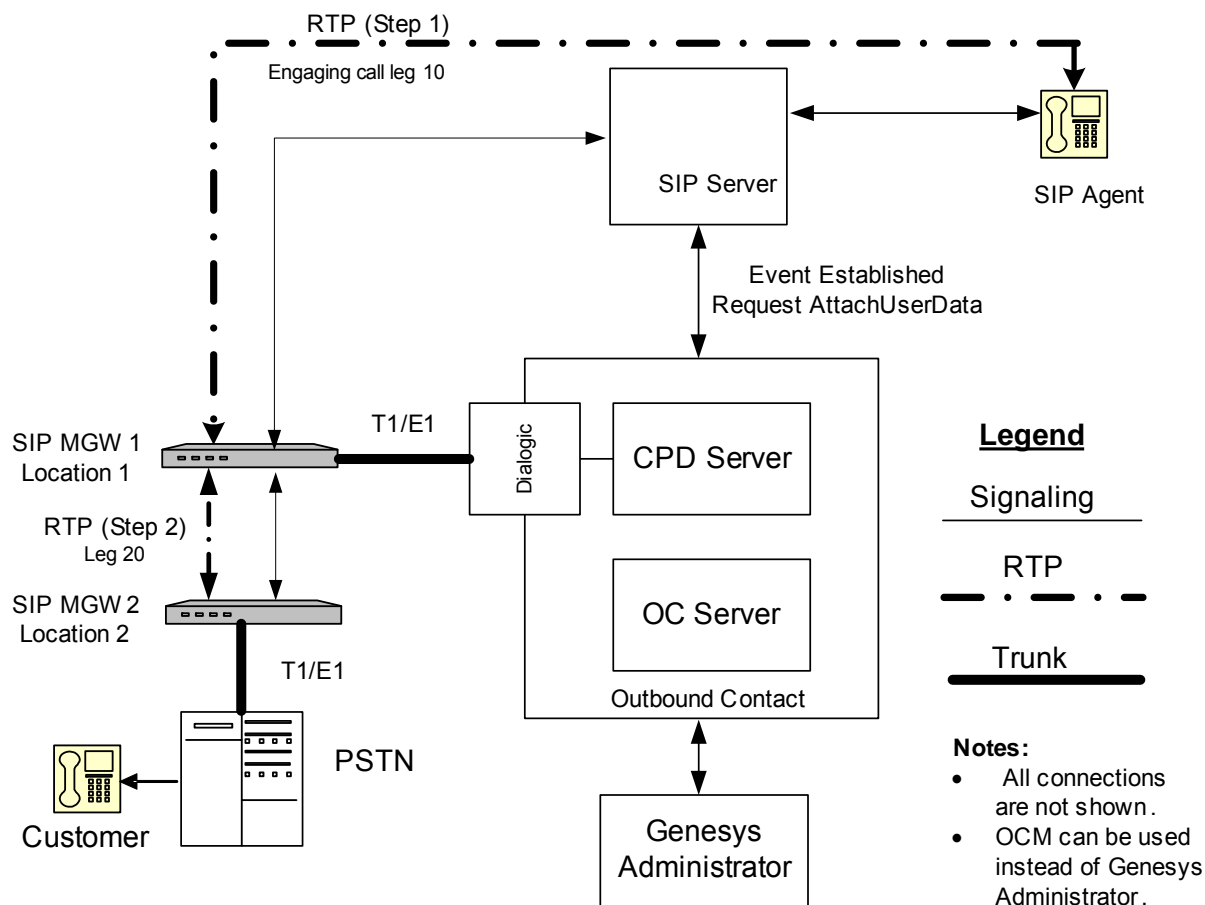 RTP (Step 1)
Engaging call leg 10
SIP Server
SIP Agent
Event Established
Request AttachUserData
SIP MGW 1
Location 1
T1/E1
Dialogic
CPD Server
RTP (Step 2)
Leg 20
SIP MGW 2
Location 2
OC Server
T1/E1
Outbound Contact
PSTN
Customer
Genesys
Administrator
Legend
Signaling
RTP
Trunk
Notes:
• All connections
are not shown.
• OCM can be used
instead of Genesys
Administrator.